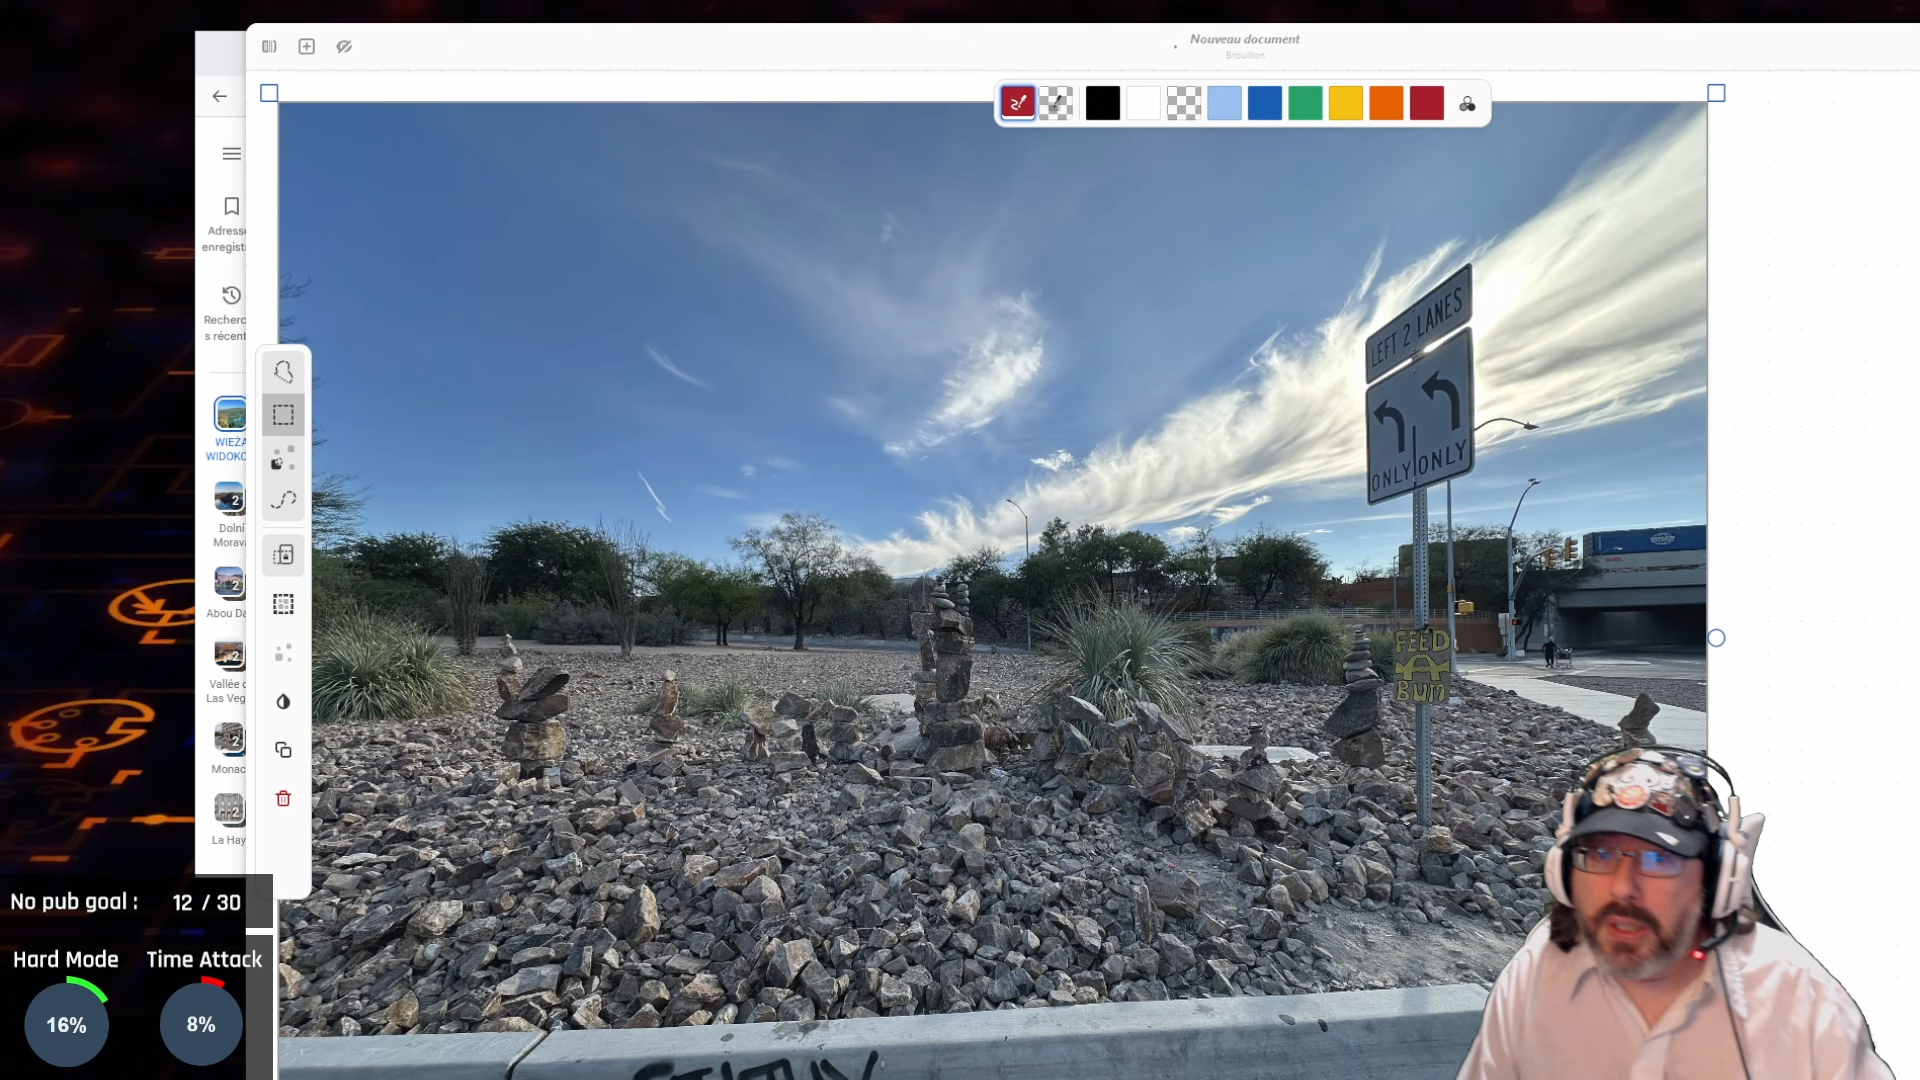 Nouveau document
Brouillon
Adresse
enregist
Recherc
s récent
WIEŻA
WIDOKO
2
Dolní
Morav
2
Abou Da
2
Vallée d
Las Veg
2
Monac
2
La Hay
LEFT 2 LANES
ONLY ONLY
FEED
A
BUM
No pub goal : 12 / 30
Hard Mode Time Attack
16% 8%